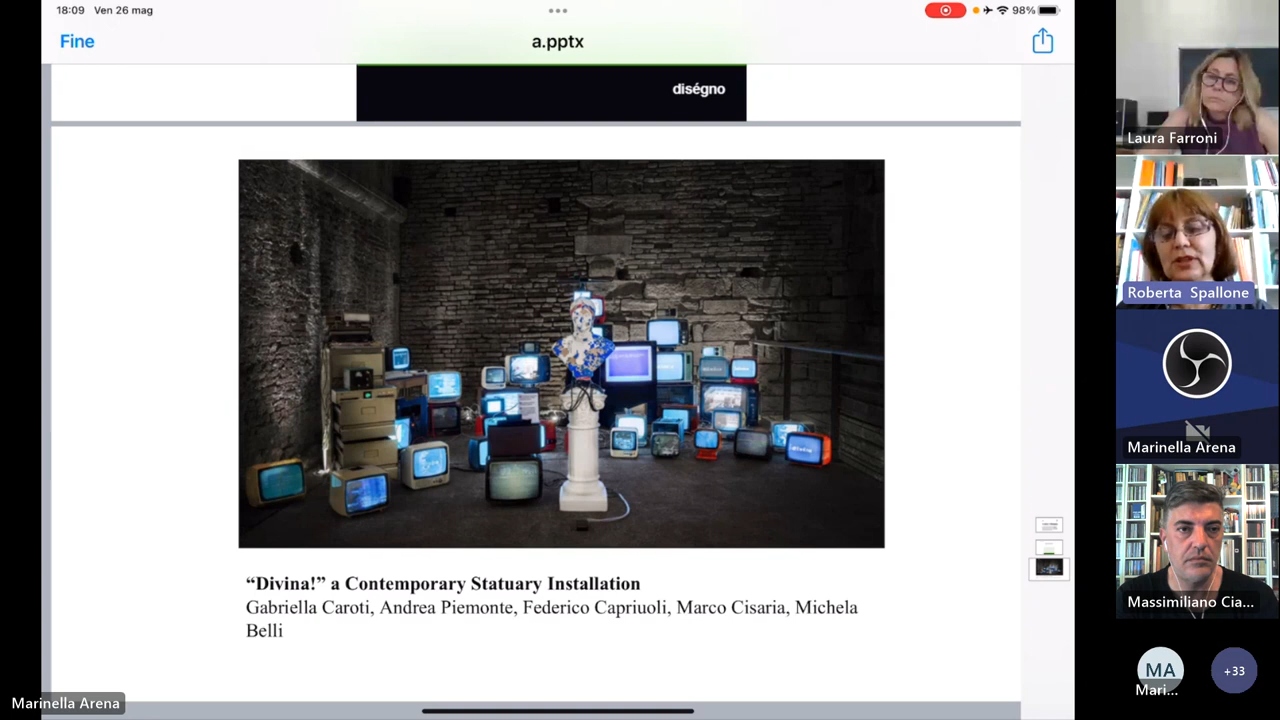 18:09 Ven 26 mag
98%
Fine
a.pptx
diségno
“Divina!” a Contemporary Statuary Installation
Gabriella Caroti, Andrea Piemonte, Federico Capriuoli, Marco Cisaria, Michela
Belli
Marinella Arena
Laura Farroni
Roberta Spallone
Marinella Arena
Massimiliano Cia...
MA
Mari...
+33